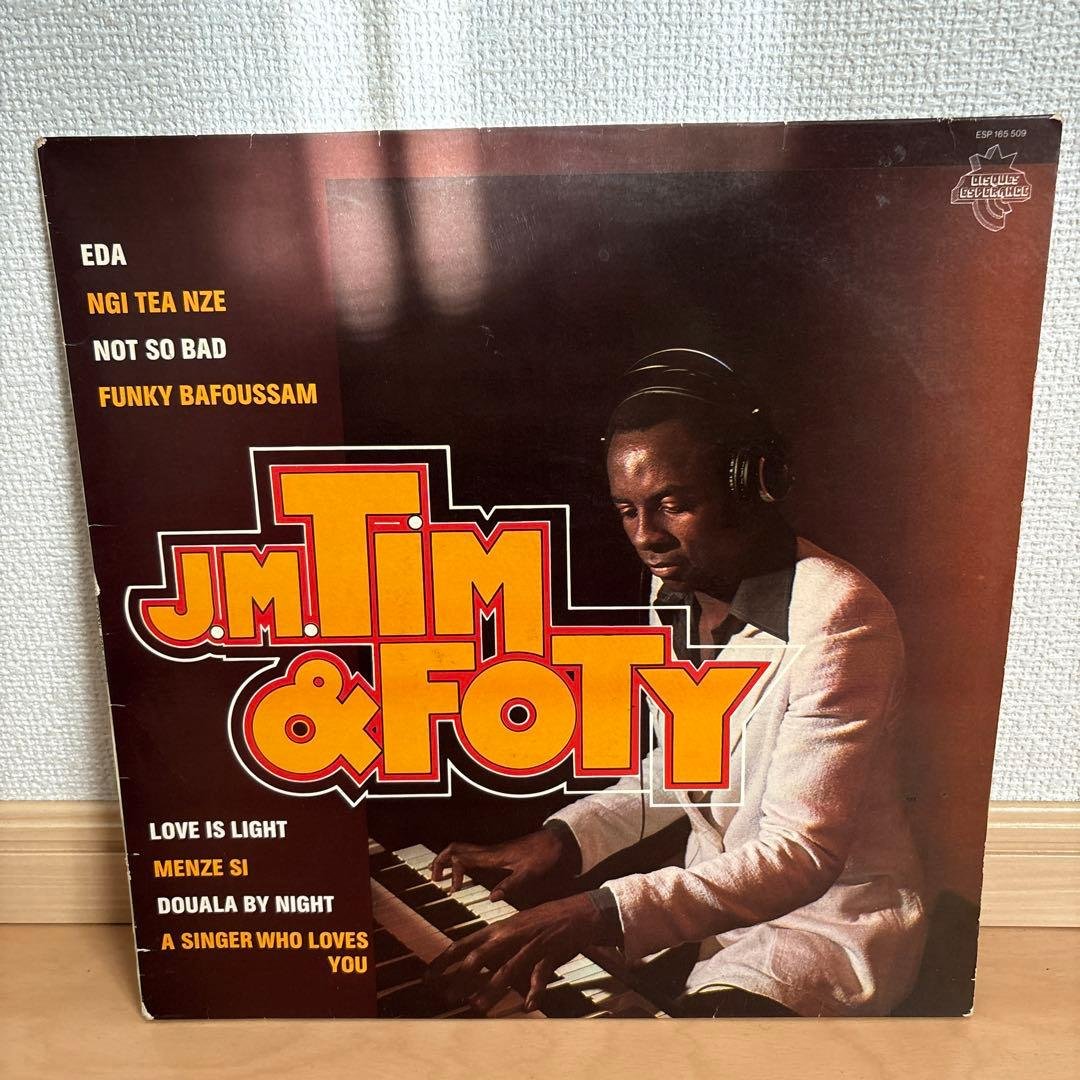 ESP 165 509
DISQUES
ESPERANCE
EDA
NGI TEA NZE
NOT SO BAD
FUNKY BAFOUSSAM
J.M. TiM
& FOTY
LOVE IS LIGHT
MENZE SI
DOUALA BY NIGHT
A SINGER WHO LOVES
YOU